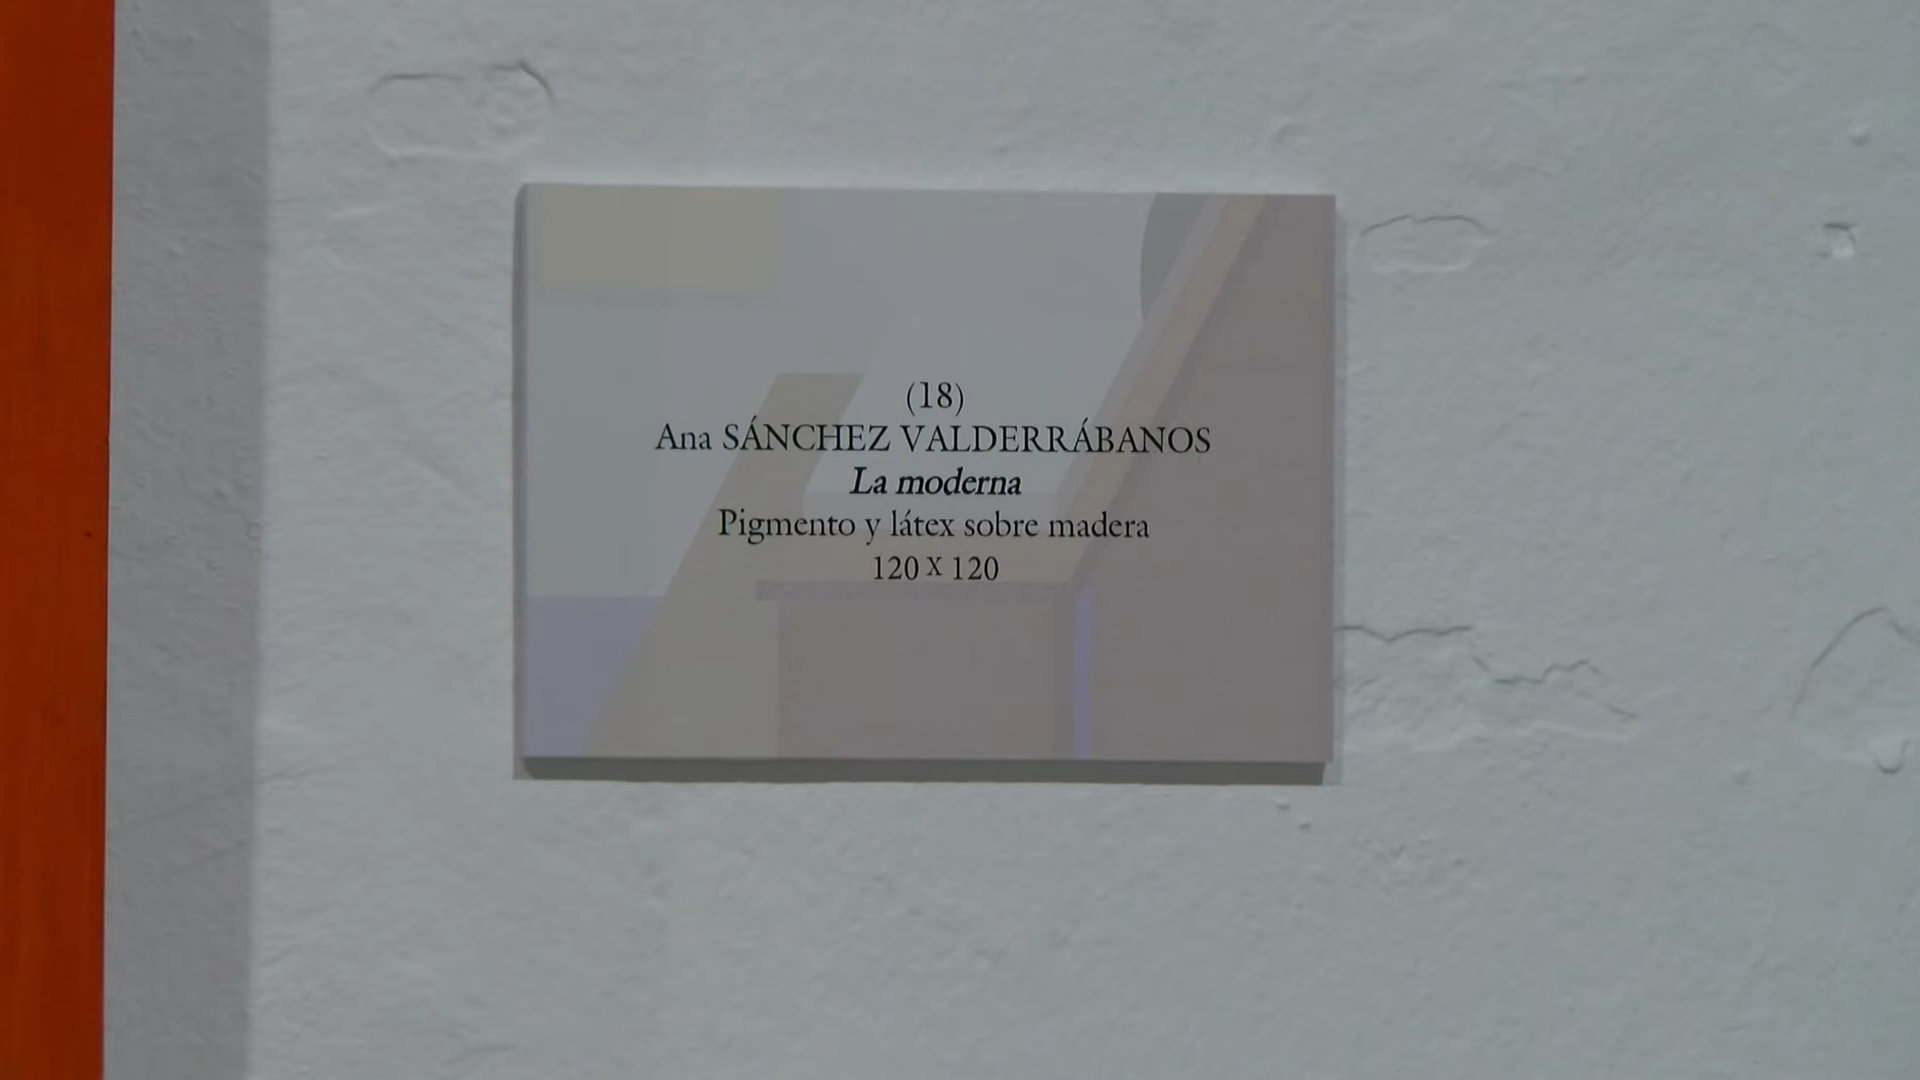 (18)
Ana SÁNCHEZ VALDERRÁBANOS
La moderna
Pigmento y látex sobre madera
120 X 120